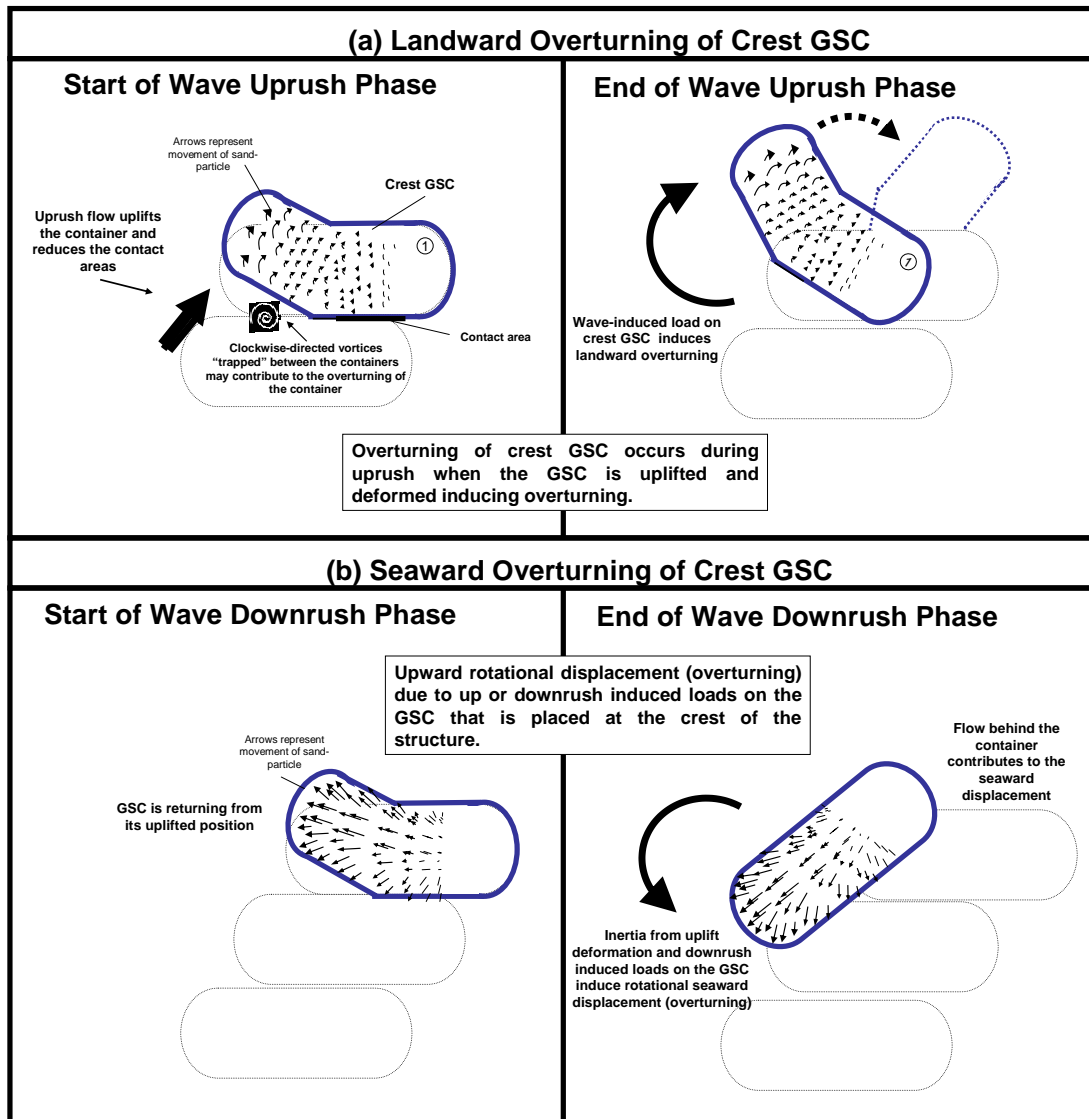 (a) Landward Overturning of Crest GSC
Start of Wave Uprush Phase
Arrows represent
movement of sand-
particle
Crest GSC
Uprush flow uplifts
the container and
reduces the contact
areas
1
Contact area
Clockwise-directed vortices
“trapped” between the containers
may contribute to the overturning of
the container
End of Wave Uprush Phase
1
Wave-induced load on
crest GSC induces
landward overturning
Overturning of crest GSC occurs during
uprush when the GSC is uplifted and
deformed inducing overturning.
(b) Seaward Overturning of Crest GSC
Start of Wave Downrush Phase
End of Wave Downrush Phase
Upward rotational displacement (overturning)
due to up or downrush induced loads on the
GSC that is placed at the crest of the
structure.
Arrows represent
movement of sand-
particle
GSC is returning from
its uplifted position
Flow behind the
container
contributes to the
seaward
displacement
Inertia from uplift
deformation and downrush
induced loads on the GSC
induce rotational seaward
displacement (overturning)